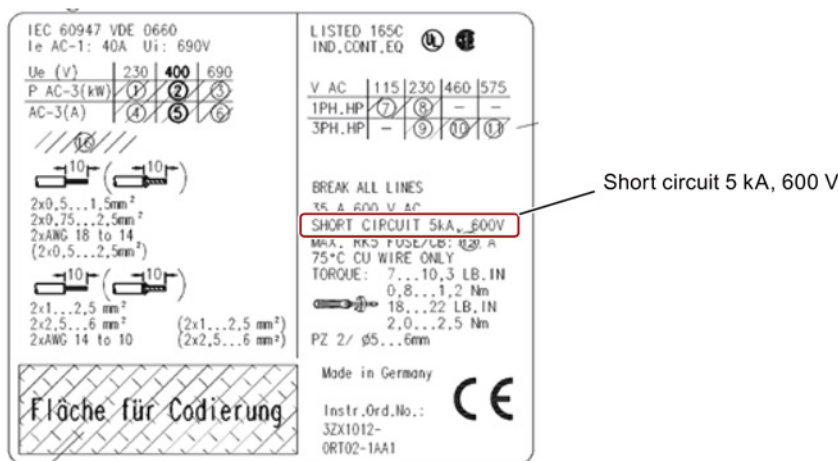 IEC 60947 VDE 0660
Ie AC-1: 40A Ui: 690V
Ue (V) 230 400 690
P AC-3(kW) 1 2 3
AC-3(A) 4 5 6
16
10 ( 10 )
2x0,5...1,5mm²
2x0,75...2,5mm²
2xAWG 18 to 14
(2x0,5...2,5mm²)
10 ( 10 )
2x1...2,5 mm²
2x2,5...6 mm² (2x1...2,5 mm²)
2xAWG 14 to 10 (2x2,5...6 mm²)
Fläche für Codierung
LISTED 165C
IND.CONT.EQ UL
V AC 115 230 460 575
1PH.HP 7 8 - -
3PH.HP - 9 10 11
BREAK ALL LINES
35 A 600 V AC
SHORT CIRCUIT 5kA, 600V
MAX. RK5 FUSE/CB: 12 A
75°C CU WIRE ONLY
TORQUE: 7...10,3 LB.IN
0,8...1,2 Nm
18...22 LB.IN
2,0...2,5 Nm
PZ 2/ ø5...6mm
Made in Germany
Instr.Ord.No.:
3ZX1012-
0RT02-1AA1
CE
Short circuit 5 kA, 600 V